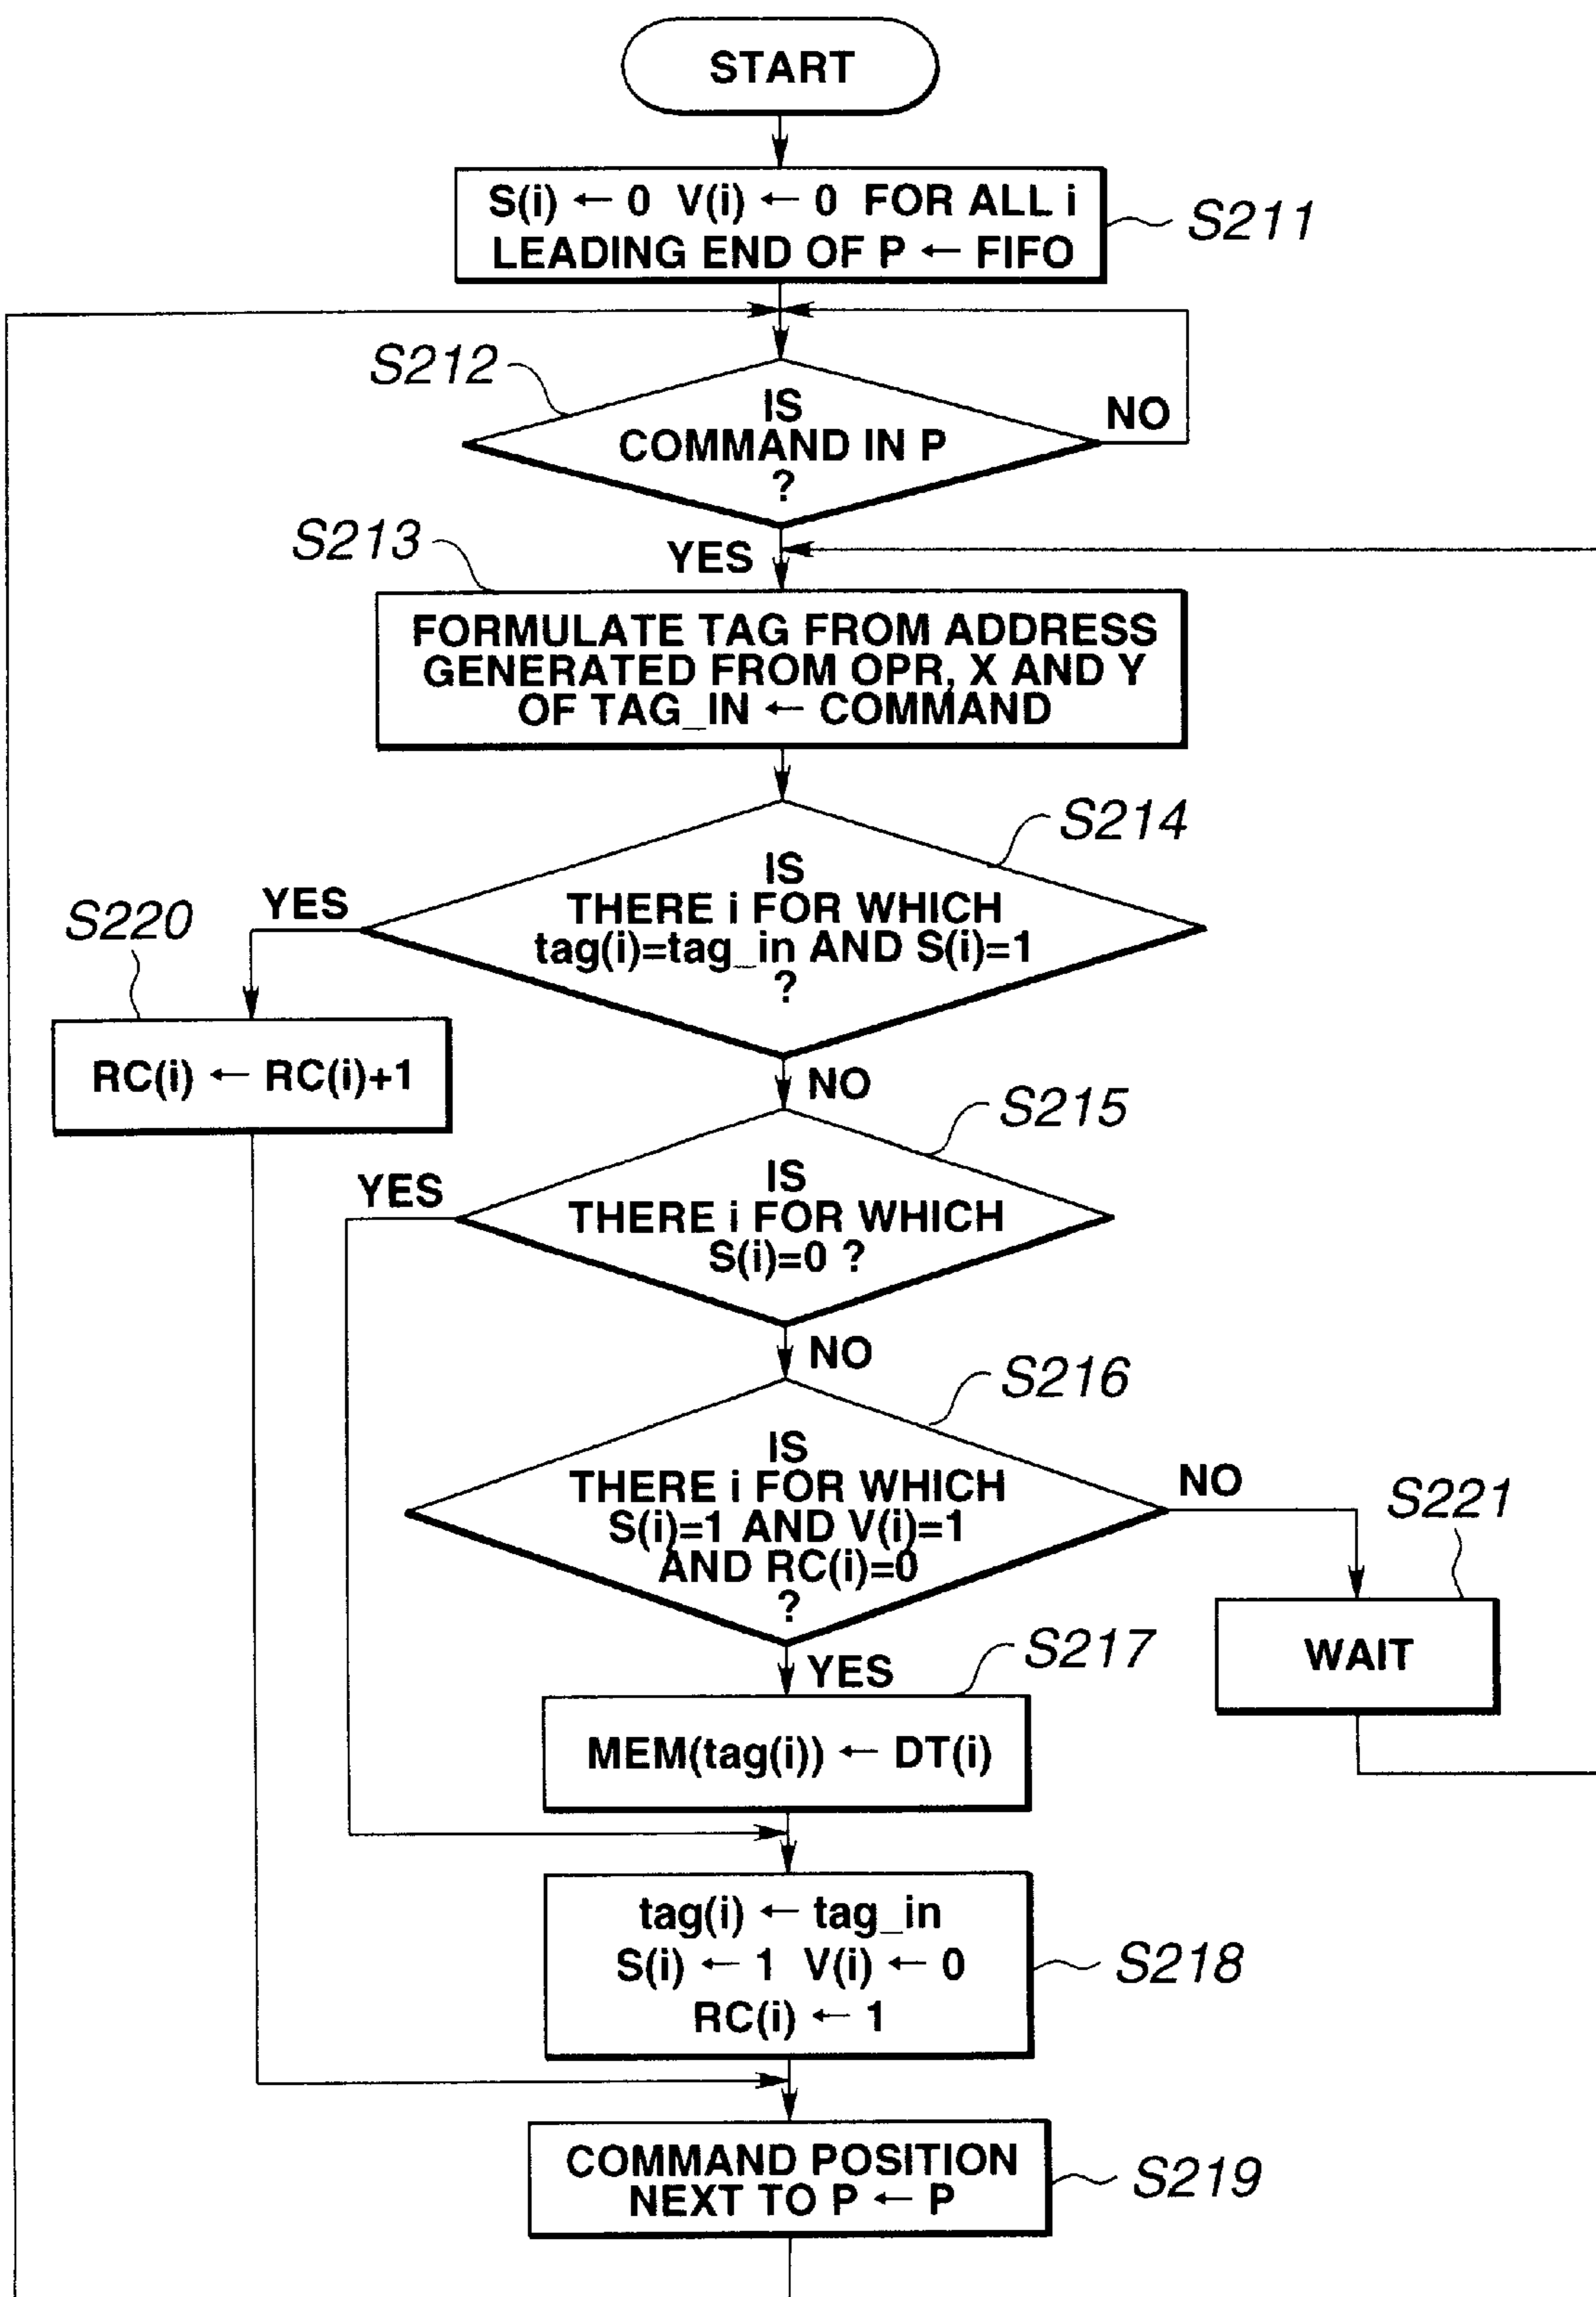 START
S(i) ← 0 V(i) ← 0 FOR ALL i
LEADING END OF P ← FIFO
S211
S212
IS
COMMAND IN P
?
NO
S213
YES
FORMULATE TAG FROM ADDRESS
GENERATED FROM OPR, X AND Y
OF TAG_IN ← COMMAND
S214
IS
THERE i FOR WHICH
tag(i)=tag_in AND S(i)=1
?
YES
S220
RC(i) ← RC(i)+1
NO
S215
IS
THERE i FOR WHICH
S(i)=0 ?
YES
NO
S216
IS
THERE i FOR WHICH
S(i)=1 AND V(i)=1
AND RC(i)=0
?
NO
S221
WAIT
YES
S217
MEM(tag(i)) ← DT(i)
tag(i) ← tag_in
S(i) ← 1 V(i) ← 0
RC(i) ← 1
S218
COMMAND POSITION
NEXT TO P ← P
S219